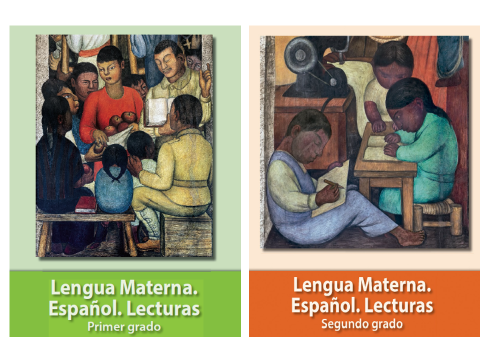 Lengua Materna.
Español. Lecturas
Primer grado
Lengua Materna.
Español. Lecturas
Segundo grado